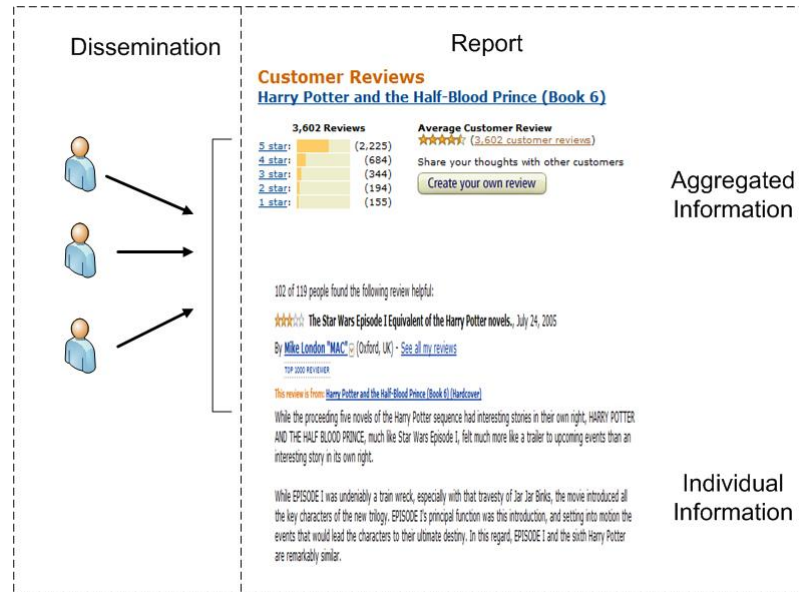 Dissemination
Report
Customer Reviews
Harry Potter and the Half-Blood Prince (Book 6)
3,602 Reviews
5 star: (2,225)
4 star: (684)
3 star: (344)
2 star: (194)
1 star: (155)
Average Customer Review
(3,602 customer reviews)
Share your thoughts with other customers
Create your own review
Aggregated
Information
102 of 119 people found the following review helpful:
The Star Wars Episode I Equivalent of the Harry Potter novels., July 24, 2005
By Mike London "MAC" (Oxford, UK) - See all my reviews
TOP 1000 REVIEWER
This review is from: Harry Potter and the Half-Blood Prince (Book 6) (Hardcover)
While the proceeding five novels of the Harry Potter sequence had interesting stories in their own right, HARRY POTTER
AND THE HALF BLOOD PRINCE, much like Star Wars Episode I, felt much more like a trailer to upcoming events than an
interesting story in its own right.
While EPISODE I was undeniably a train wreck, especially with that travesty of Jar Jar Binks, the movie introduced all
the key characters of the new trilogy. EPISODE I's principal function was this introduction, and setting into motion the
events that would lead the characters to their ultimate destiny. In this regard, EPISODE I and the sixth Harry Potter
are remarkably similar.
Individual
Information